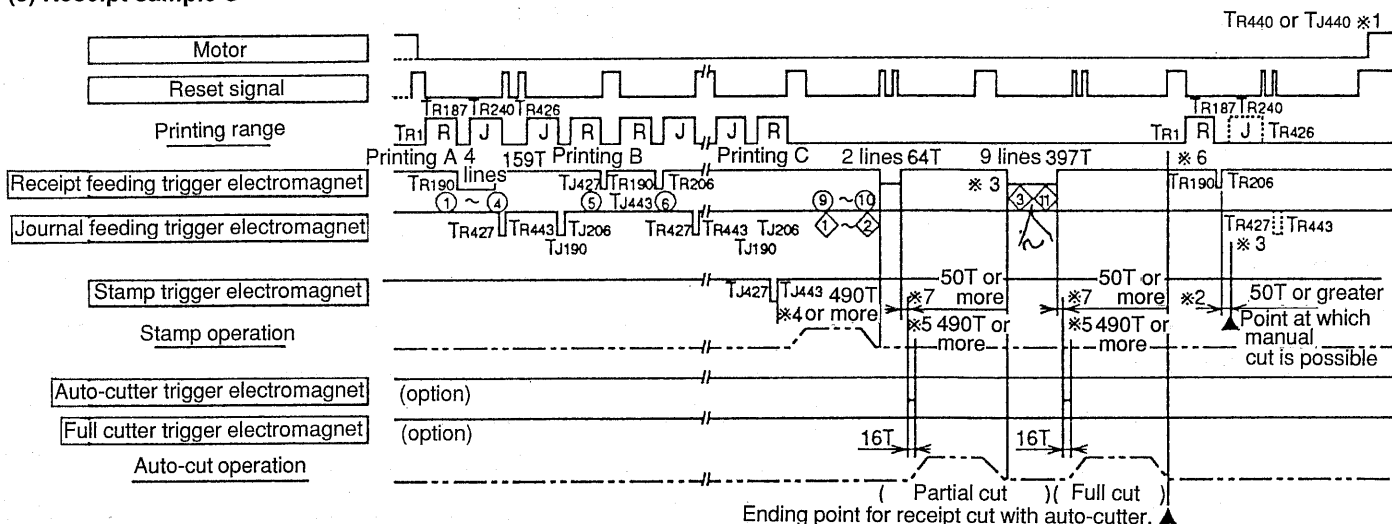 TR440 or TJ440 ※1
Motor
Reset signal
TR187 TR240 TR426 TR187 TR240
Printing range TR1 R J J R R J J R TR1 R J TR426
Printing A 4 lines 159T Printing B Printing C 2 lines 64T 9 lines 397T ※6
Receipt feeding trigger electromagnet TR190 TJ427 TR190 TR206 ※3 TR190 TR206
① ~ ④ ⑤ TJ443 ⑥ ⑨~⑩ 3 11
Journal feeding trigger electromagnet TR427 TR443 TJ206 TR427 TR443 TJ206 1~2 TR427 TR443
TJ190 TJ190 ~ ※3
Stamp trigger electromagnet TJ427 TJ443 490T ※7 50T or more ※7 50T or more ※2 50T or greater
Stamp operation ※4 or more ※5 490T or more ※5 490T or more Point at which
manual
cut is possible
Auto-cutter trigger electromagnet (option)
Full cutter trigger electromagnet (option)
16T 16T
Auto-cut operation
( Partial cut )( Full cut )
Ending point for receipt cut with auto-cutter.